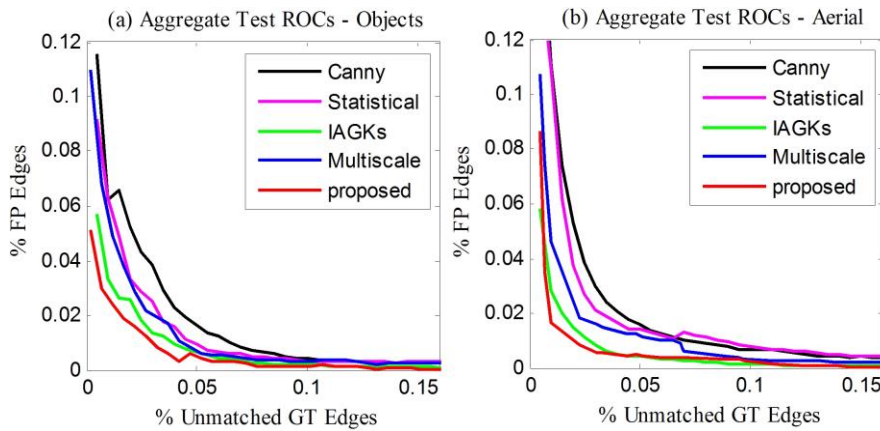 (a) Aggregate Test ROCs - Objects
0.12
0.1
0.08
0.06
0.04
0.02
0
% FP Edges
Canny
Statistical
IAGKs
Multiscale
proposed
0 0.05 0.1 0.15
% Unmatched GT Edges
(b) Aggregate Test ROCs - Aerial
0.12
0.1
0.08
0.06
0.04
0.02
0
% FP Edges
Canny
Statistical
IAGKs
Multiscale
proposed
0 0.05 0.1 0.15
% Unmatched GT Edges